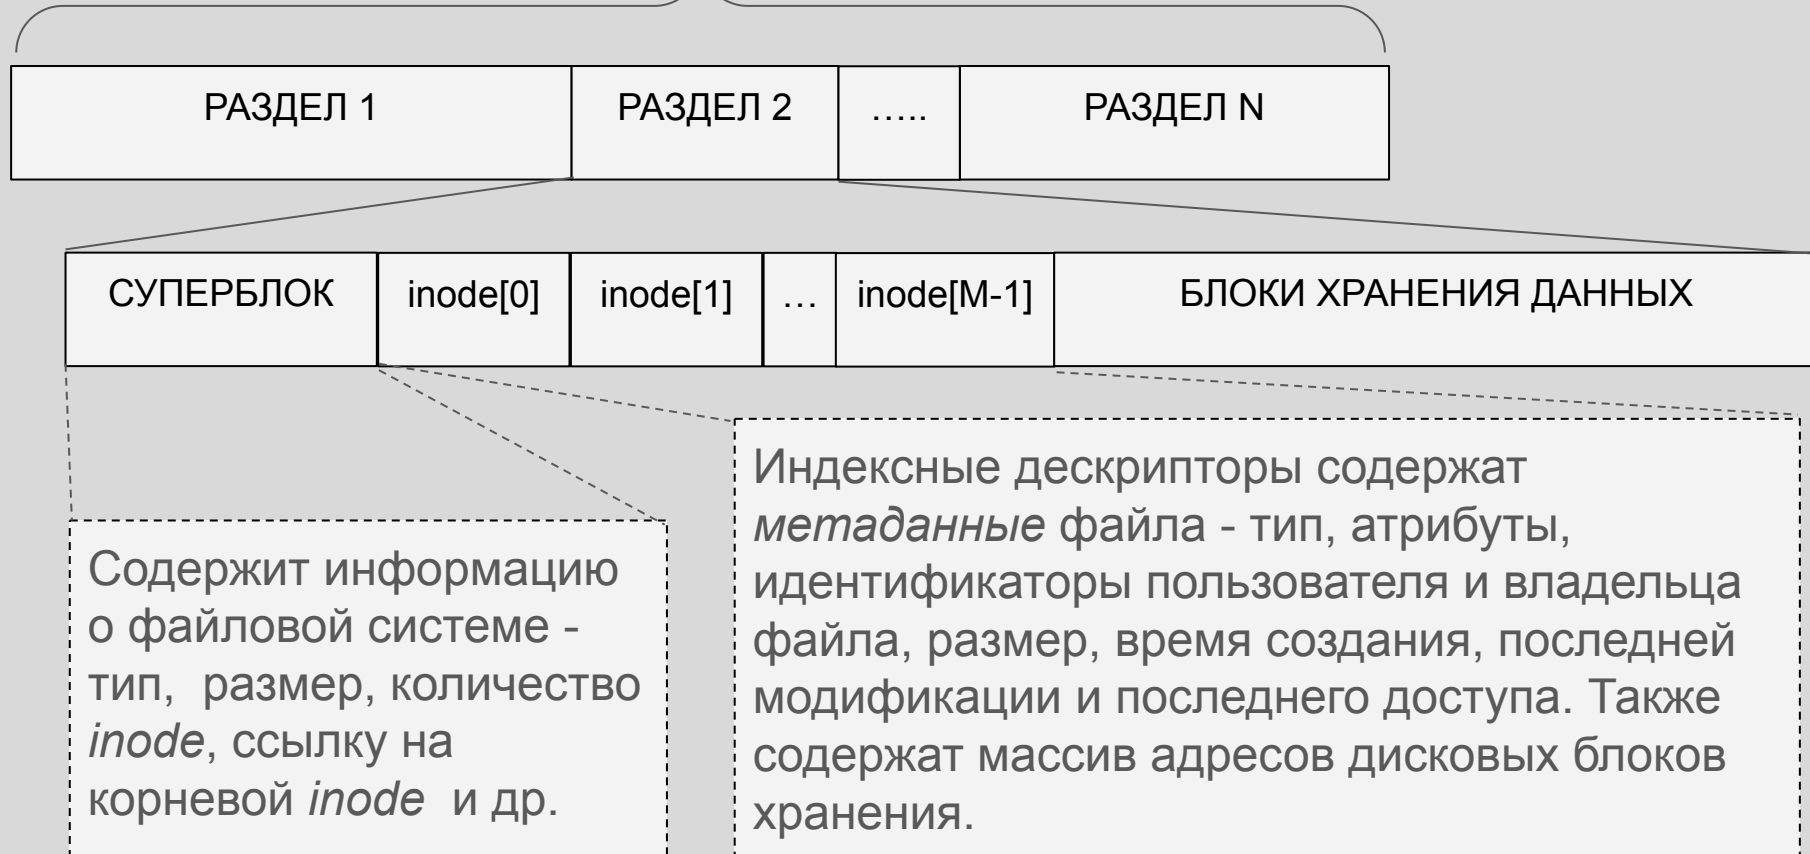 РАЗДЕЛ 1 РАЗДЕЛ 2 ….. РАЗДЕЛ N
СУПЕРБЛОК inode[0] inode[1] … inode[M-1] БЛОКИ ХРАНЕНИЯ ДАННЫХ
Содержит информацию
о файловой системе -
тип, размер, количество
inode, ссылку на
корневой inode и др.
Индексные дескрипторы содержат
метаданные файла - тип, атрибуты,
идентификаторы пользователя и владельца
файла, размер, время создания, последней
модификации и последнего доступа. Также
содержат массив адресов дисковых блоков
хранения.